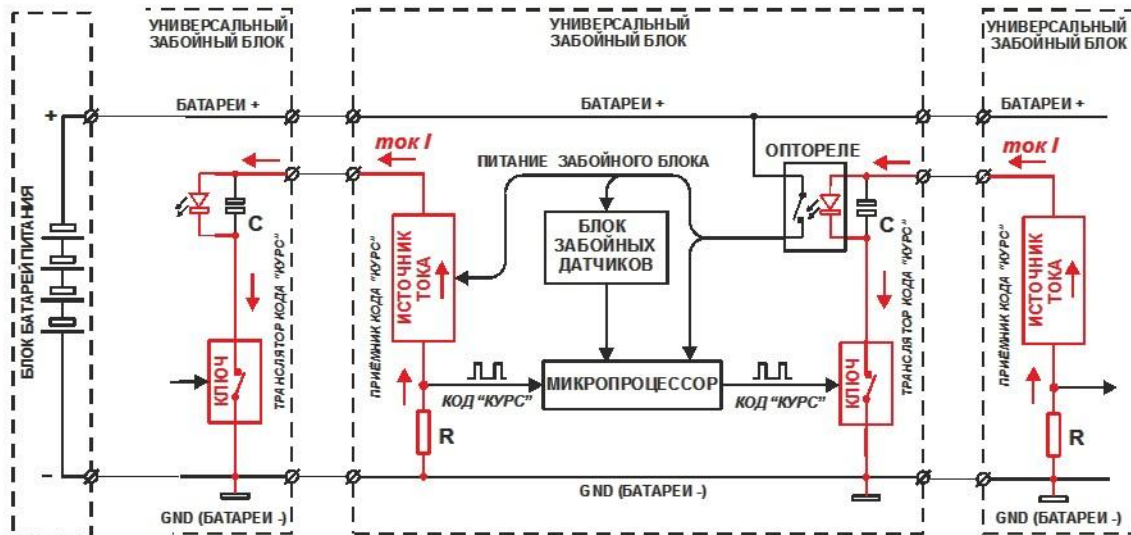 УНИВЕРСАЛЬНЫЙ
ЗАБОЙНЫЙ БЛОК
УНИВЕРСАЛЬНЫЙ
ЗАБОЙНЫЙ БЛОК
УНИВЕРСАЛЬНЫЙ
ЗАБОЙНЫЙ БЛОК
БЛОК БАТАРЕЙ ПИТАНИЯ
+
−
БАТАРЕИ +
БАТАРЕИ +
БАТАРЕИ +
ток I
ток I
ток I
C
ТРАНСЛЯТОР КОДА "КУРС"
КЛЮЧ
GND (БАТАРЕИ -)
ПРИЁМНИК КОДА "КУРС"
ИСТОЧНИК
ТОКА
R
ПИТАНИЕ ЗАБОЙНОГО БЛОКА
БЛОК
ЗАБОЙНЫХ
ДАТЧИКОВ
МИКРОПРОЦЕССОР
КОД "КУРС"
КОД "КУРС"
ОПТОРЕЛЕ
C
ТРАНСЛЯТОР КОДА "КУРС"
КЛЮЧ
GND (БАТАРЕИ -)
ПРИЁМНИК КОДА "КУРС"
ИСТОЧНИК
ТОКА
R
GND (БАТАРЕИ -)